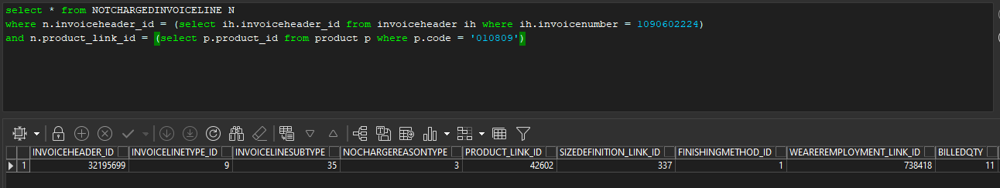 select * from NOTCHARGEDINVOICELINE N
where n.invoiceheader_id = (select ih.invoiceheader_id from invoiceheader ih where ih.invoicenumber = 1090602224)
and n.product_link_id = (select p.product_id from product p where p.code = '010809')
INVOICEHEADER_ID INVOICELINETYPE_ID INVOICELINESUBTYPE NOCHARGEREASONTYPE PRODUCT_LINK_ID SIZEDEFINITION_LINK_ID FINISHINGMETHOD_ID WEAREREMPLOYMENT_LINK_ID BILLEDQTY
1 32195699 9 35 3 42602 337 1 738418 11